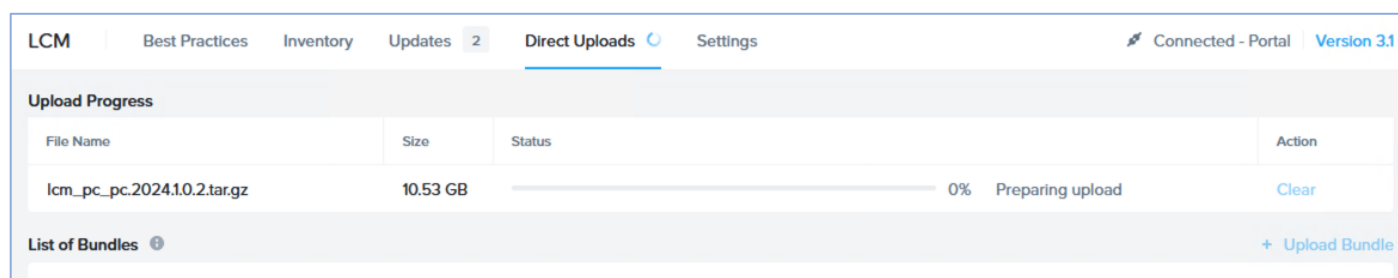 LCM Best Practices Inventory Updates 2 Direct Uploads Settings Connected - Portal Version 3.1
Upload Progress
File Name Size Status Action
lcm_pc_pc.2024.1.0.2.tar.gz 10.53 GB 0% Preparing upload Clear
List of Bundles + Upload Bundle